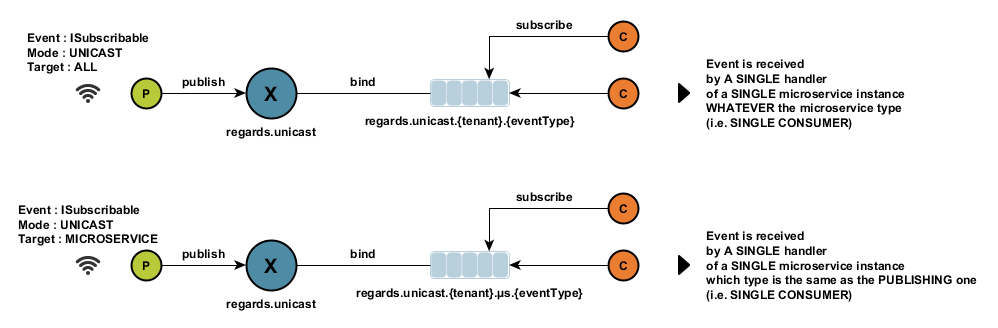 Event : ISubscribable
Mode : UNICAST
Target : ALL
P
publish
X
regards.unicast
bind
regards.unicast.{tenant}.{eventType}
subscribe
C
C
Event is received
by A SINGLE handler
of a SINGLE microservice instance
WHATEVER the microservice type
(i.e. SINGLE CONSUMER)
Event : ISubscribable
Mode : UNICAST
Target : MICROSERVICE
P
publish
X
regards.unicast
bind
regards.unicast.{tenant}.µs.{eventType}
subscribe
C
C
Event is received
by A SINGLE handler
of a SINGLE microservice instance
which type is the same as the PUBLISHING one
(i.e. SINGLE CONSUMER)